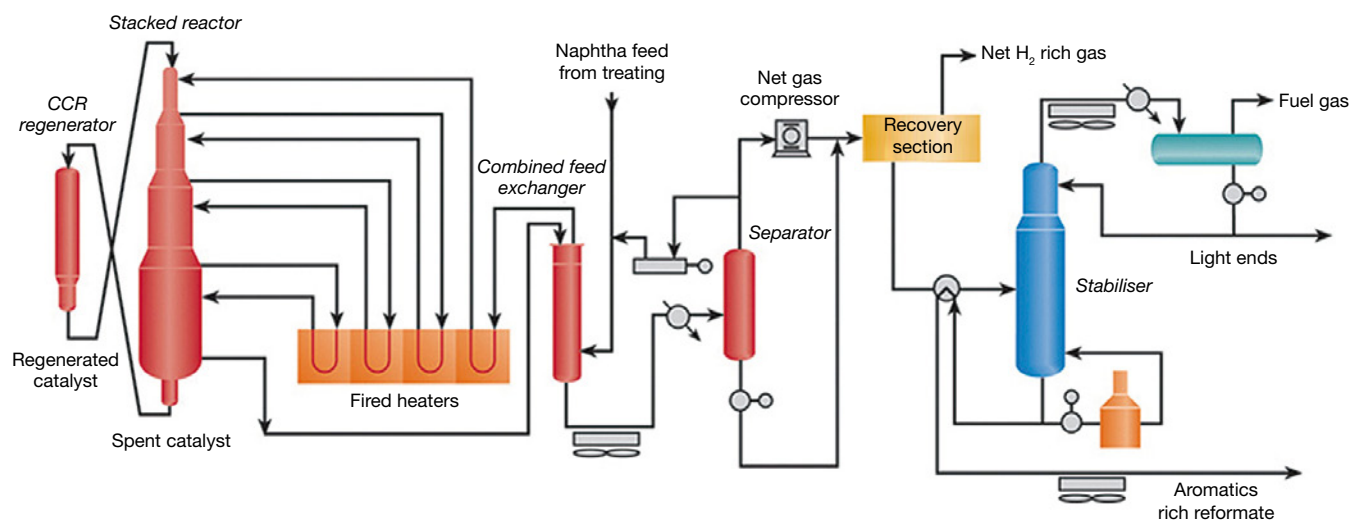 Stacked reactor
CCR
regenerator
Regenerated
catalyst
Spent catalyst
Fired heaters
Naphtha feed
from treating
Combined feed
exchanger
Net gas
compressor
Separator
Recovery
section
Net H₂ rich gas
Fuel gas
Light ends
Stabiliser
Aromatics
rich reformate